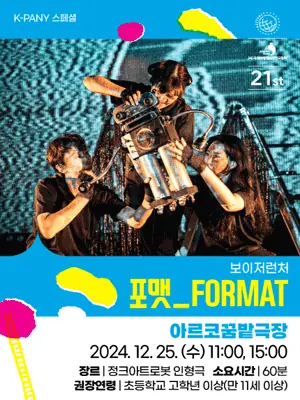 K-PANY 스페셜
21st
보이저런처
포맷_FORMAT
아르코꿈밭극장
2024. 12. 25. (수) 11:00, 15:00
장르 | 정크아트로봇 인형극 소요시간 | 60분
권장연령 | 초등학교 고학년 이상(만 11세 이상)